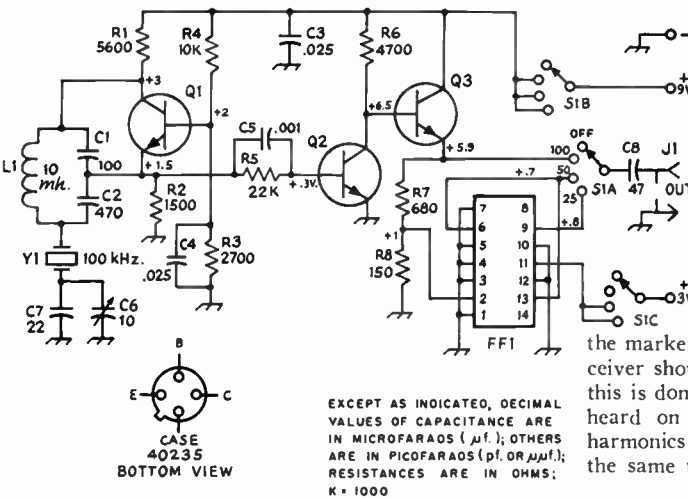 R1
5600
R4
10K
C3
.025
R6
4700
Q1
Q3
+3
+2
+6.5
+5.9
S1B
+
9V
C1
100
L1
10
mh.
+1.5
C5
.001
Q2
OFF
C8
47
J1
OUT
100
50
25
S1A
R5
22K
+.3V.
+.7
+.8
C2
470
R2
1500
R7
680
7
6
5
4
3
2
1
8
9
10
11
12
13
14
FF1
+1
R8
150
Y1
100 kHz.
C4
.025
R3
2700
C7
22
C6
10
+
3V
S1C
B
E
C
CASE
40235
BOTTOM VIEW
EXCEPT AS INDICATED, DECIMAL
VALUES OF CAPACITANCE ARE
IN MICROFARAOS (µf.); OTHERS
ARE IN PICOFARAOS (pf. OR µµf.);
RESISTANCES ARE IN OHMS;
K = 1000
the marker
ceiver shou
this is don
heard on
harmonics
the same